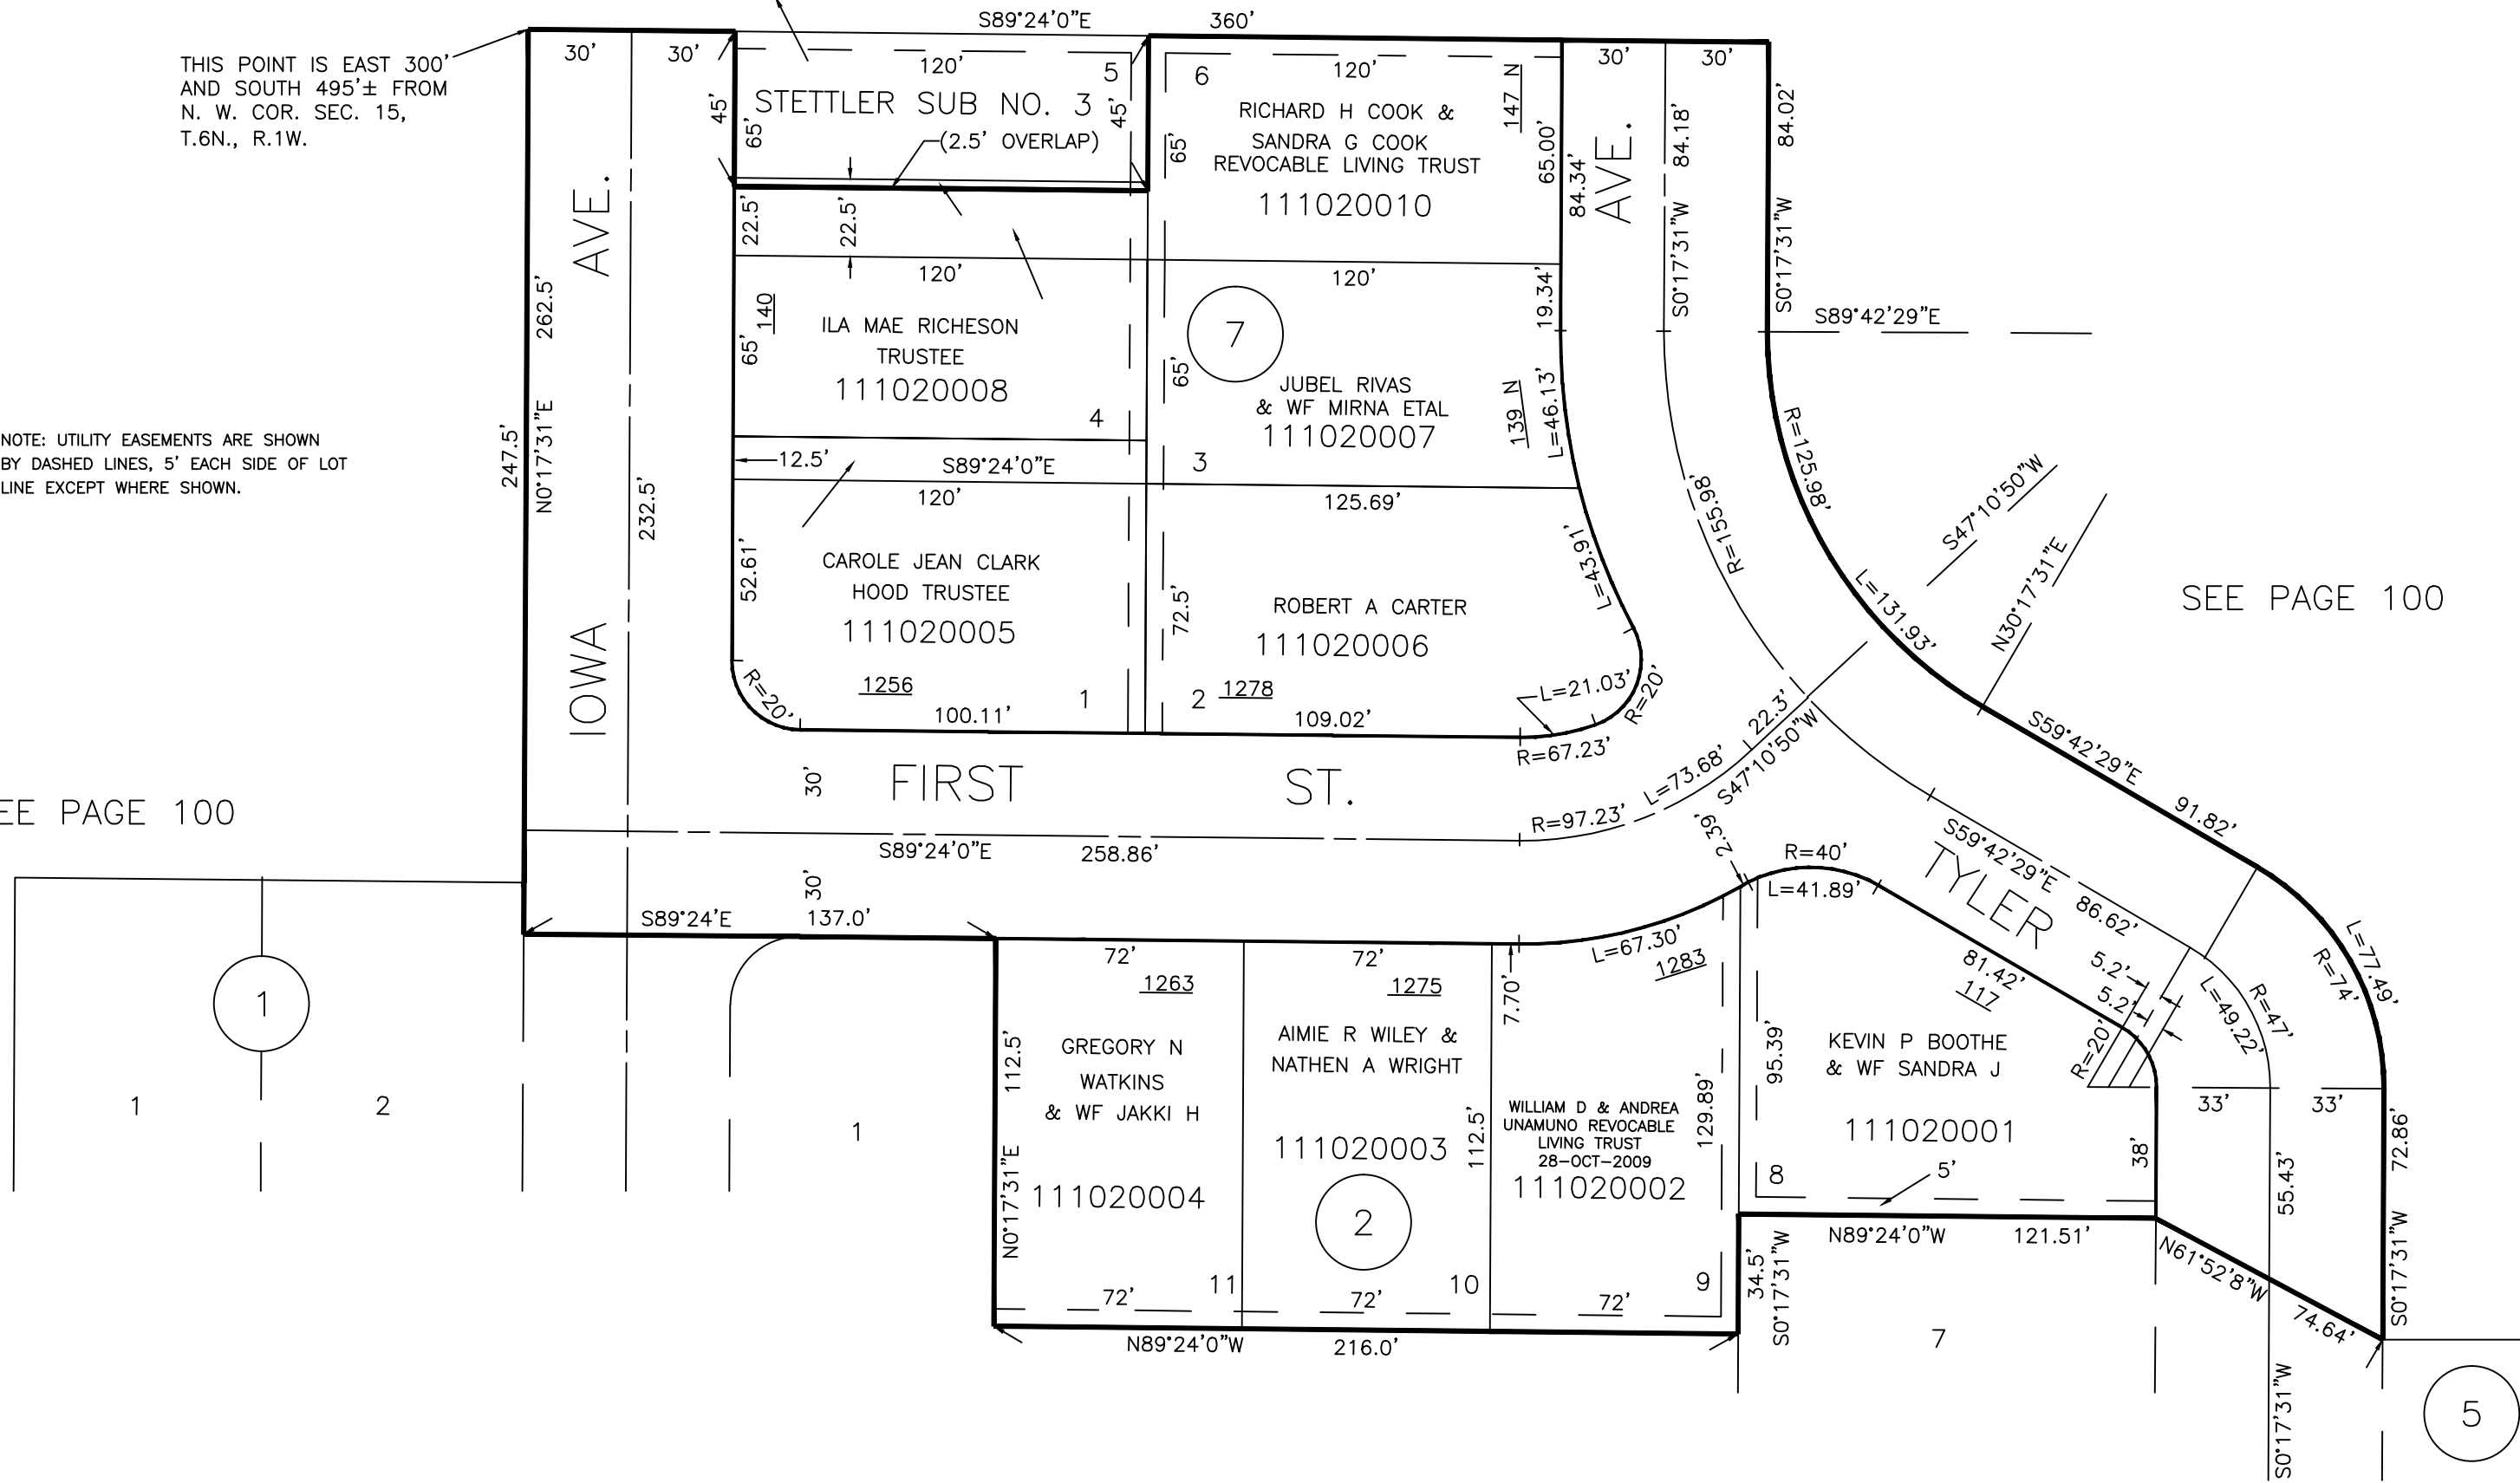 S89°24'0"E 360'
THIS POINT IS EAST 300'
AND SOUTH 495'± FROM
N. W. COR. SEC. 15,
T.6N., R.1W.
30' 30'
120' 5
STETTLER SUB NO. 3
45' 65' 45'
(2.5' OVERLAP)
6 120' 147 N
RICHARD H COOK &
SANDRA G COOK
REVOCABLE LIVING TRUST
111020010
65' 65.00' 84.34'
30' 30'
AVE.
84.18'
S0°17'31"W
84.02'
S0°17'31"W
S89°42'29"E
AVE.
262.5'
22.5' 22.5'
120'
140
65'
ILA MAE RICHESON
TRUSTEE
111020008
4
120'
7
19.34'
65'
JUBEL RIVAS
& WF MIRNA ETAL
111020007
3
139 N
L=46.13'
NOTE: UTILITY EASEMENTS ARE SHOWN
BY DASHED LINES, 5' EACH SIDE OF LOT
LINE EXCEPT WHERE SHOWN.
247.5'
N0°17'31"E
232.5'
12.5' S89°24'0"E
120'
52.61'
CAROLE JEAN CLARK
HOOD TRUSTEE
111020005
1256 1
R=20'
100.11'
125.69'
72.5'
L=43.91'
ROBERT A CARTER
111020006
2 1278
109.02'
L=21.03'
R=20'
R=67.23'
R=155.98'
R=125.98'
L=131.93'
S47°10'50"W
N30°17'31"E
SEE PAGE 100
IOWA
FIRST ST.
30'
22.3'
L=73.68'
S47°10'50"W
R=97.23'
S59°42'29"E
91.82'
EE PAGE 100
S89°24'0"E 258.86'
30'
S89°24'E 137.0'
2.39'
R=40'
L=41.89'
S59°42'29"E
86.62'
TYLER
1
1 2
1
72'
1263
GREGORY N
WATKINS
& WF JAKKI H
111020004
112.5'
N0°17'31"E
11
72'
72'
1275
AIMIE R WILEY &
NATHEN A WRIGHT
111020003
2
10
72'
112.5'
7.70'
L=67.30'
1283
WILLIAM D & ANDREA
UNAMUNO REVOCABLE
LIVING TRUST
28-OCT-2009
111020002
129.89'
9
72'
N89°24'0"W 216.0'
95.39'
81.42'
117
KEVIN P BOOTHE
& WF SANDRA J
111020001
8
5'
38'
5.2'
5.2'
R=20'
L=49.22'
R=47'
L=77.49'
R=74'
33' 33'
72.86'
S0°17'31"W
55.43'
S0°17'31"W
34.5'
S0°17'31"W
N89°24'0"W 121.51'
N61°52'8"W
74.64'
7
5